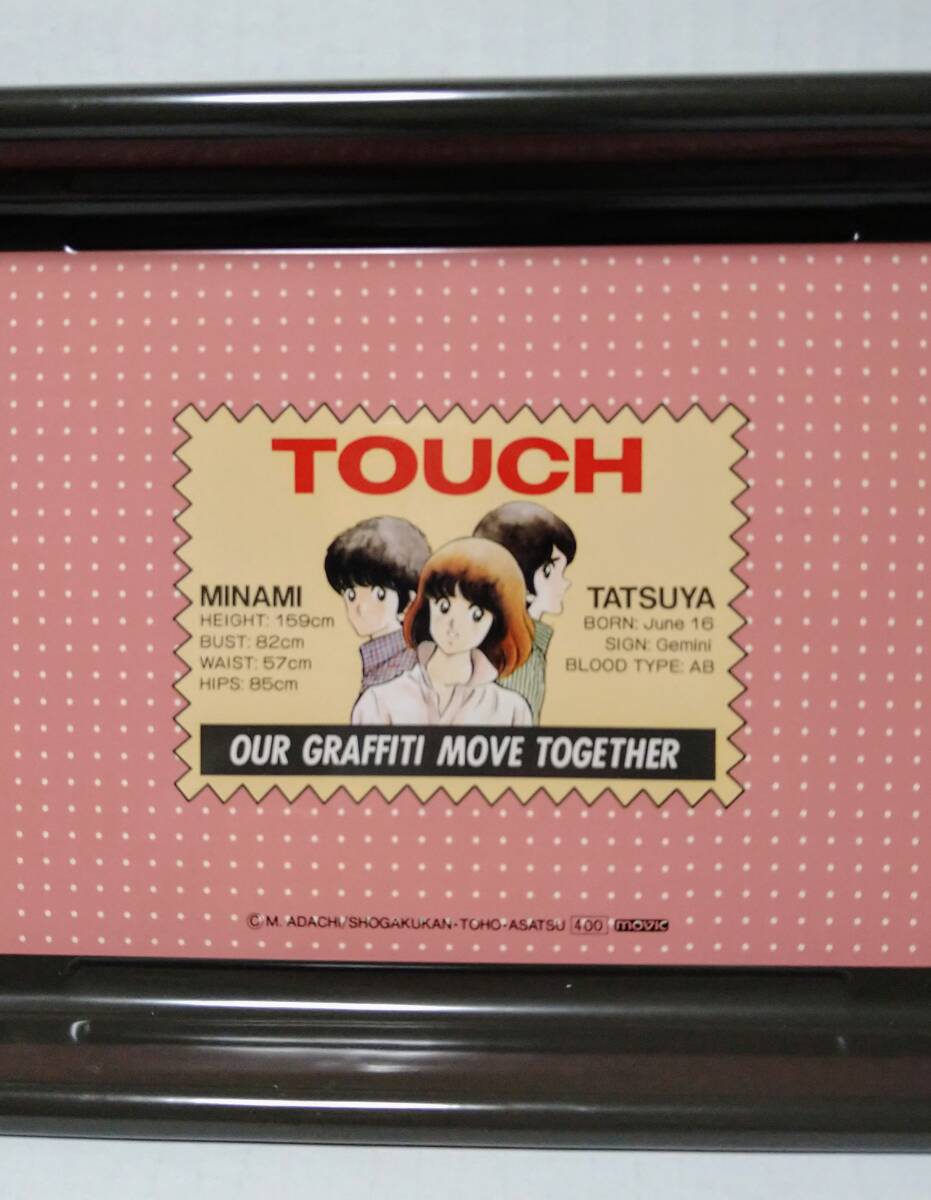 TOUCH
MINAMI
HEIGHT: 159cm
BUST: 82cm
WAIST: 57cm
HIPS: 85cm
TATSUYA
BORN: June 16
SIGN: Gemini
BLOOD TYPE: AB
OUR GRAFFITI MOVE TOGETHER
©M. ADACHI/SHOGAKUKAN·TOHO·ASATSU 400 movic